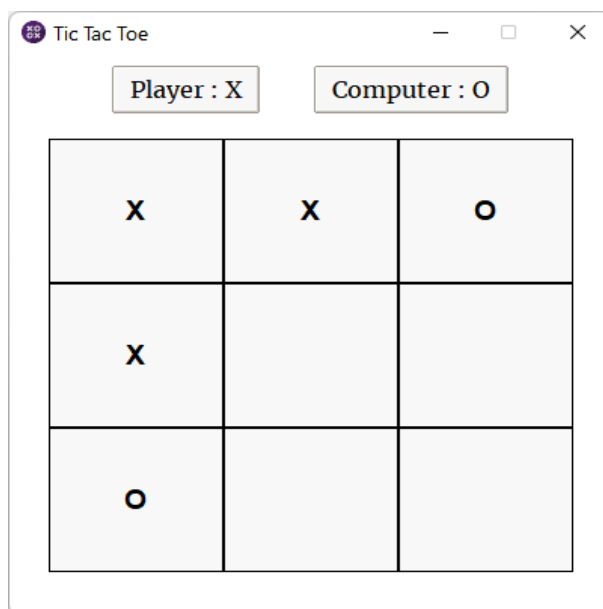 Tic Tac Toe
Player : X Computer : O
X X O
X
O